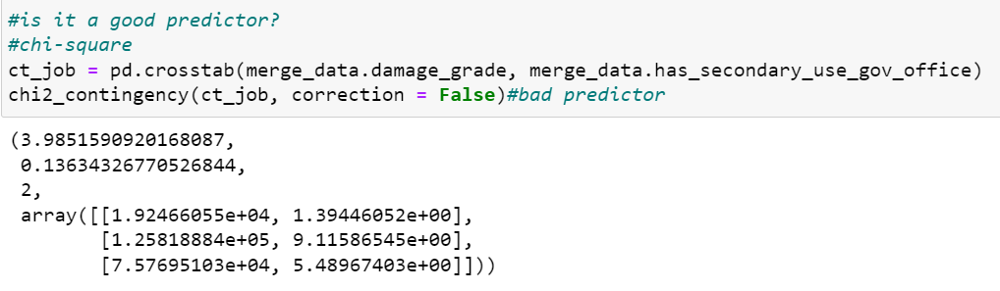 #is it a good predictor?
#chi-square
ct_job = pd.crosstab(merge_data.damage_grade, merge_data.has_secondary_use_gov_office)
chi2_contingency(ct_job, correction = False)#bad predictor
(3.9851590920168087,
 0.13634326770526844,
 2,
 array([[1.92466055e+04, 1.39446052e+00],
        [1.25818884e+05, 9.11586545e+00],
        [7.57695103e+04, 5.48967403e+00]]))